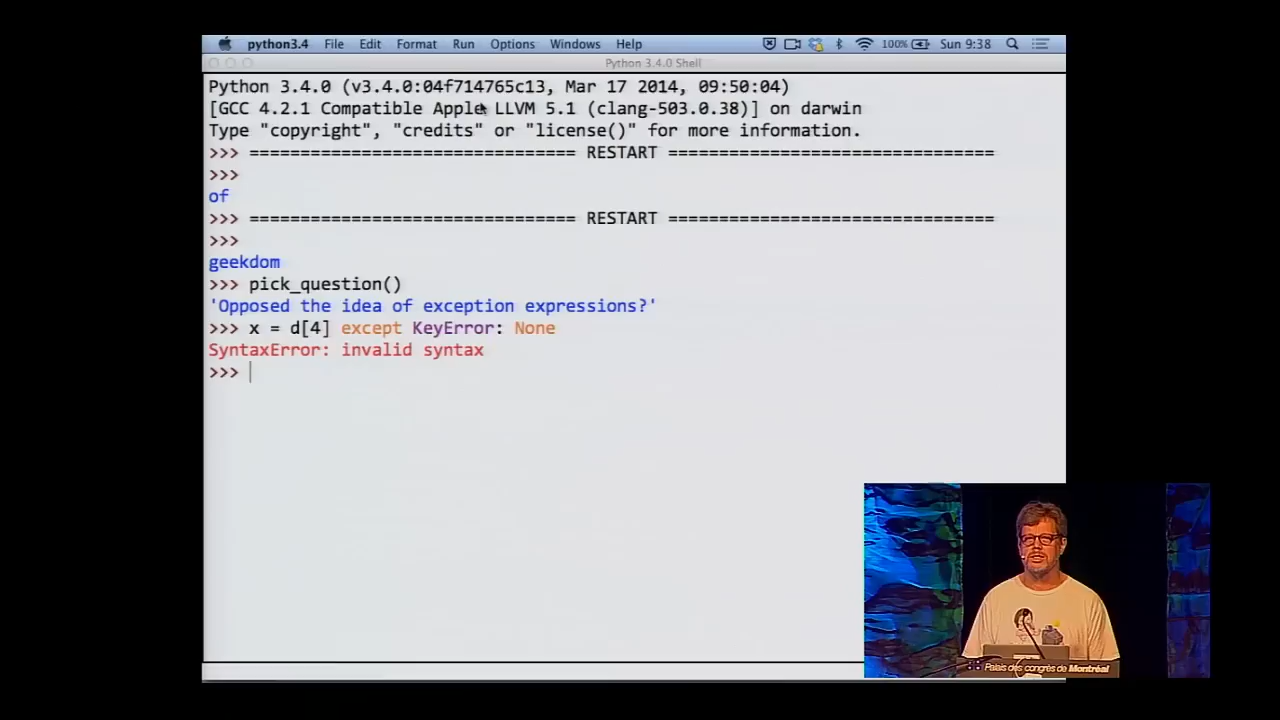 python3.4 File Edit Format Run Options Windows Help 100% Sun 9:38
Python 3.4.0 Shell
Python 3.4.0 (v3.4.0:04f714765c13, Mar 17 2014, 09:50:04)
[GCC 4.2.1 Compatible Apple LLVM 5.1 (clang-503.0.38)] on darwin
Type "copyright", "credits" or "license()" for more information.
>>> ================================ RESTART ================================
>>>
of
>>> ================================ RESTART ================================
>>>
geekdom
>>> pick_question()
'Opposed the idea of exception expressions?'
>>> x = d[4] except KeyError: None
SyntaxError: invalid syntax
>>>
Palais des congrès de Montréal